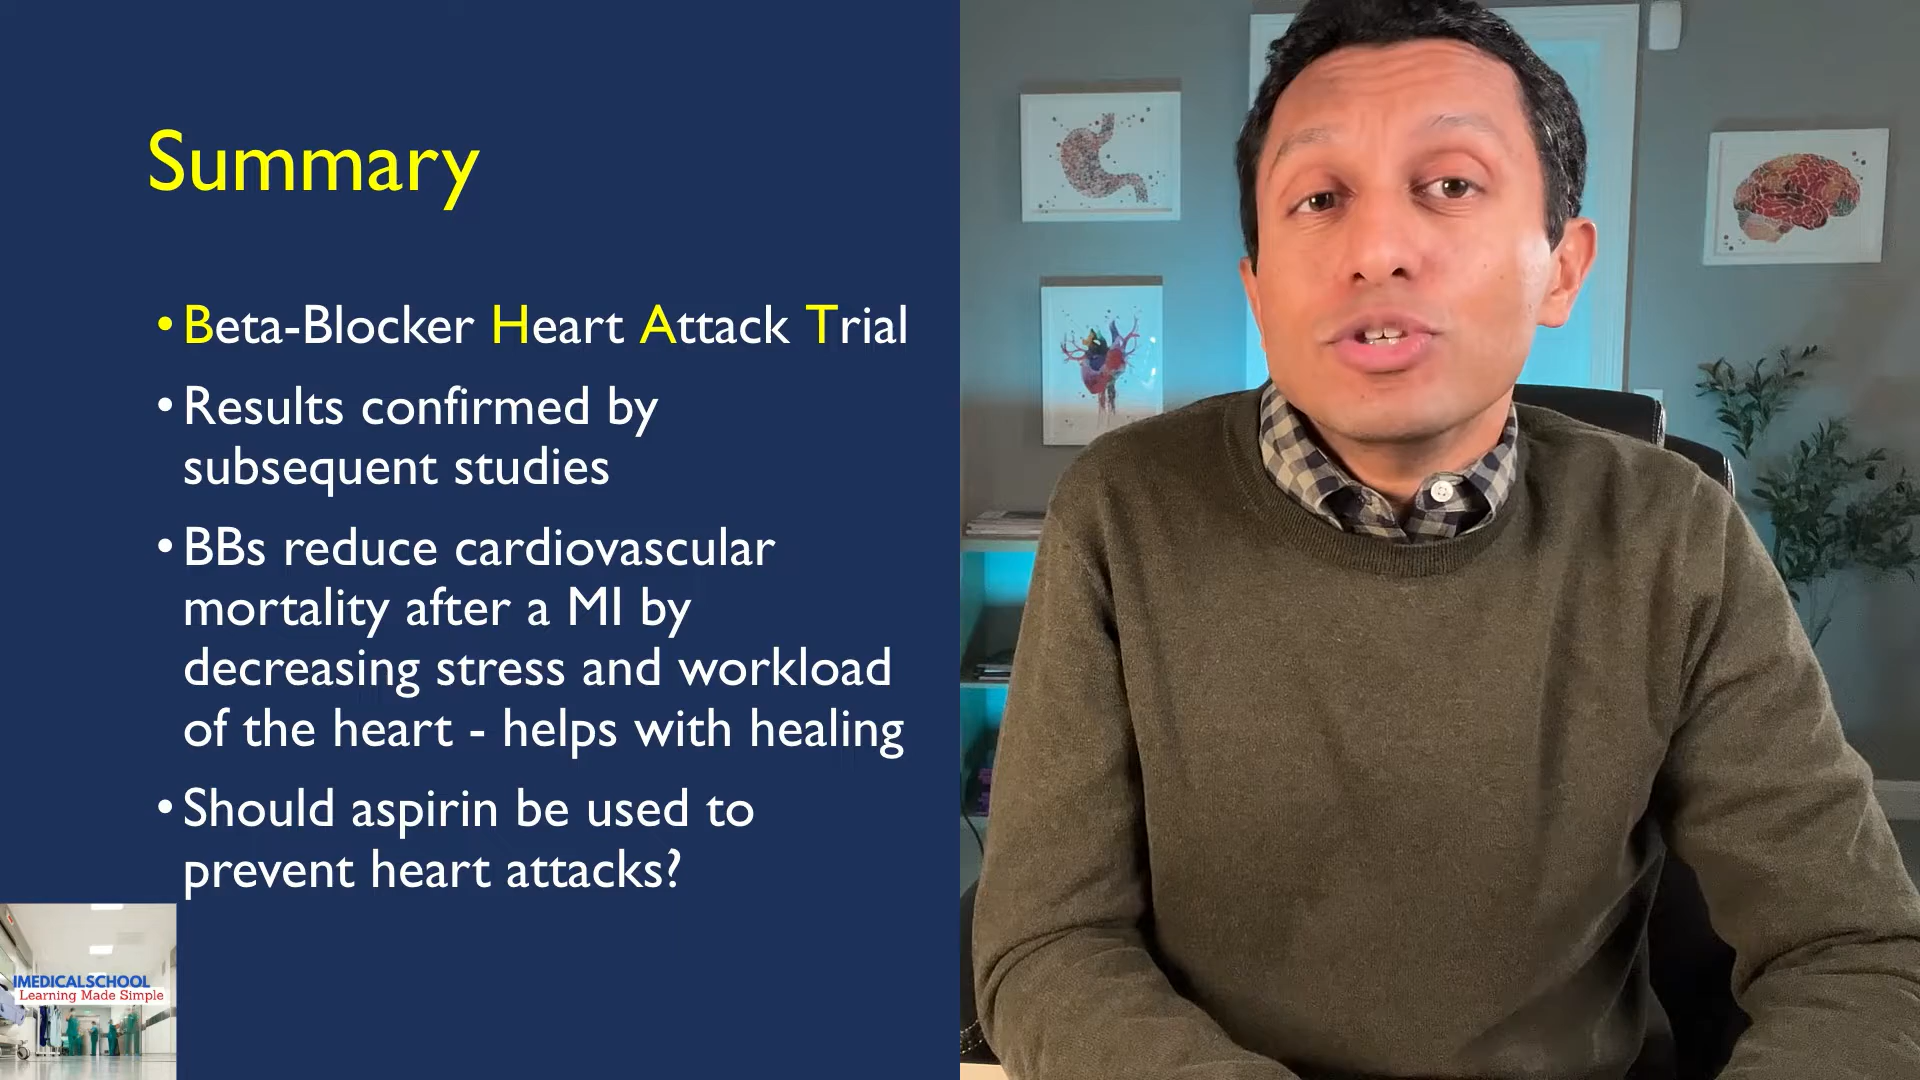 Summary
• Beta-Blocker Heart Attack Trial
• Results confirmed by
subsequent studies
• BBs reduce cardiovascular
mortality after a MI by
decreasing stress and workload
of the heart - helps with healing
• Should aspirin be used to
prevent heart attacks?
IMEDICALSCHOOL
Learning Made Simple